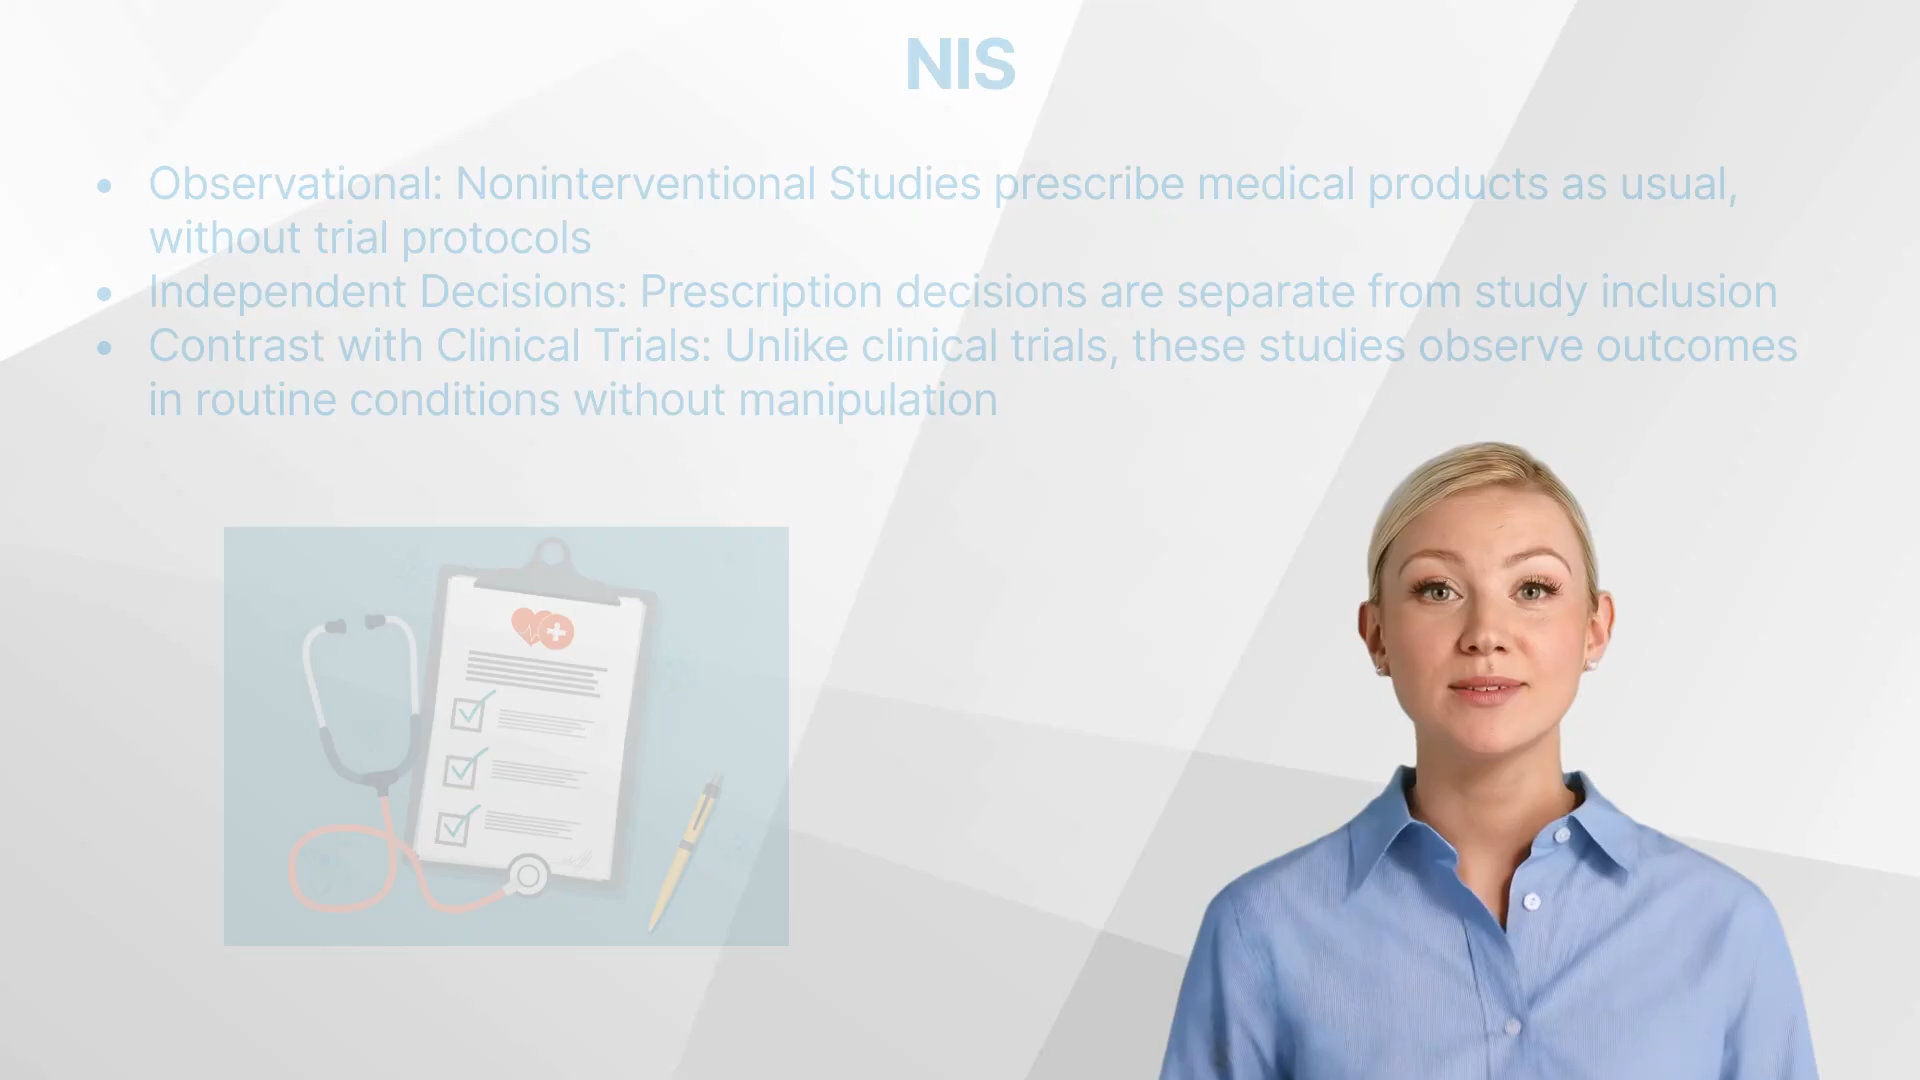 NIS
• Observational: Noninterventional Studies prescribe medical products as usual,
without trial protocols
• Independent Decisions: Prescription decisions are separate from study inclusion
• Contrast with Clinical Trials: Unlike clinical trials, these studies observe outcomes
in routine conditions without manipulation